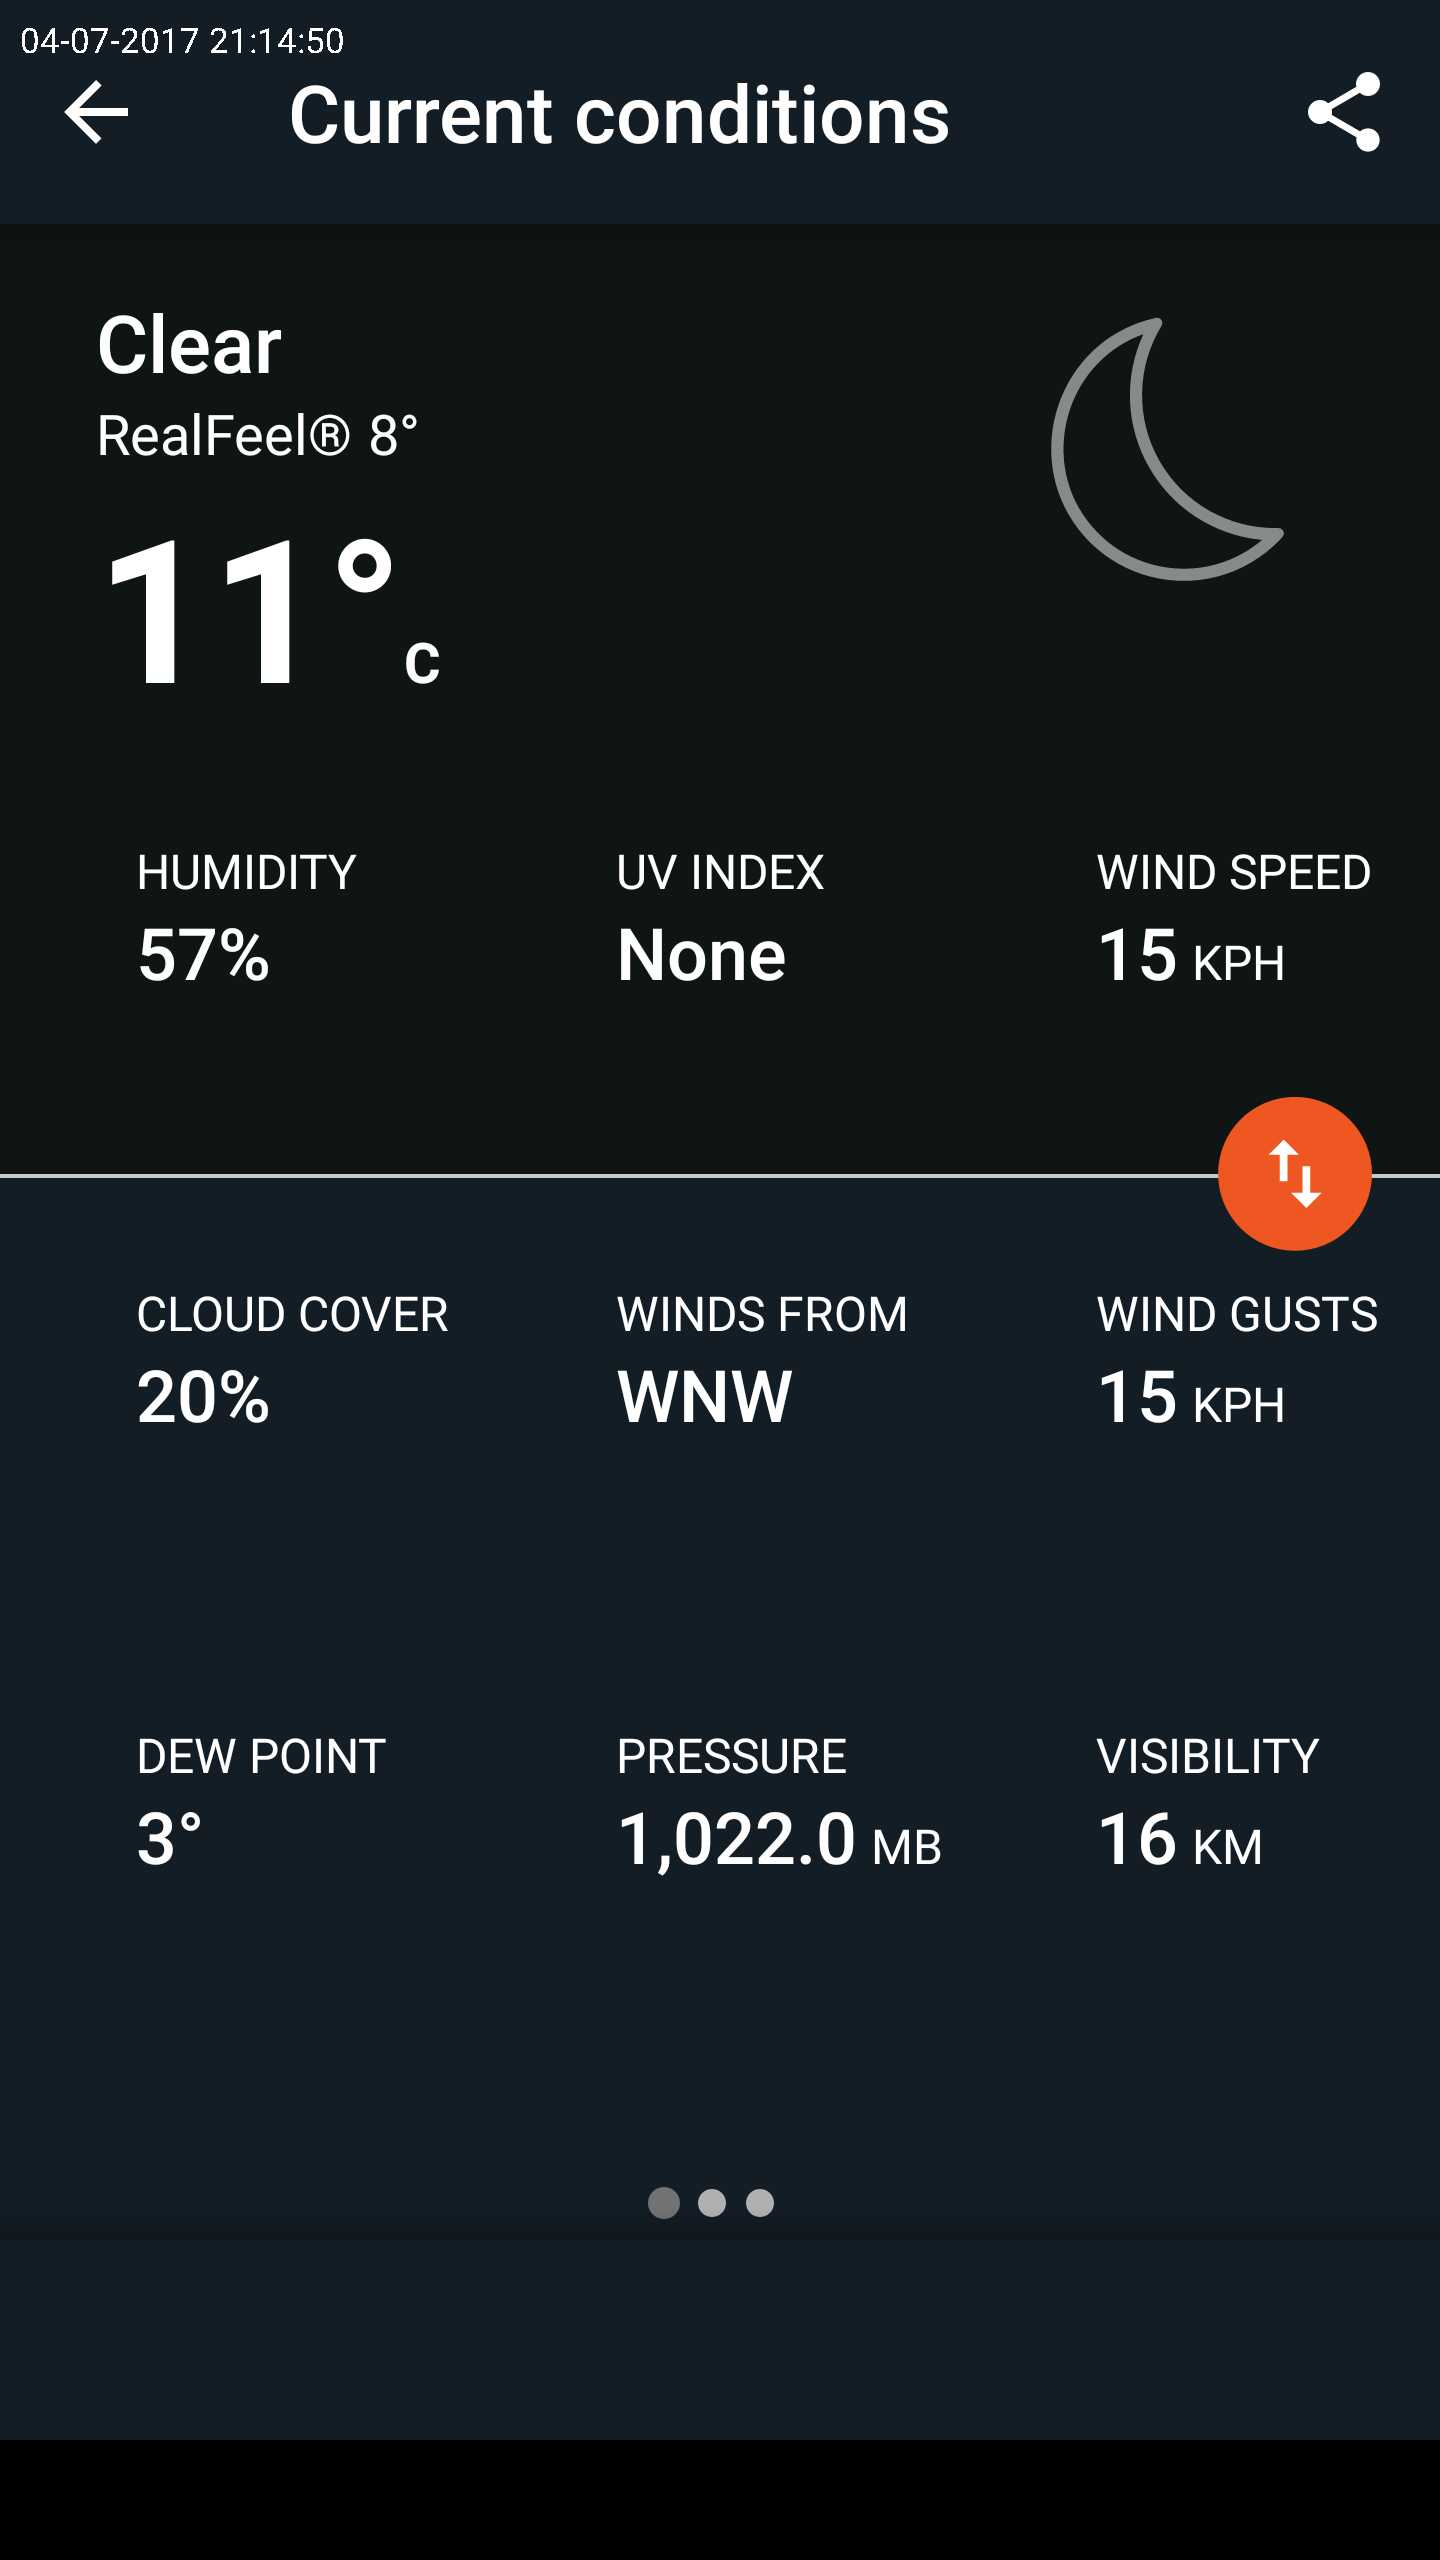 04-07-2017 21:14:50
Current conditions
Clear
RealFeel® 8°
11°C
HUMIDITY UV INDEX WIND SPEED
57% None 15 KPH
CLOUD COVER WINDS FROM WIND GUSTS
20% WNW 15 KPH
DEW POINT PRESSURE VISIBILITY
3° 1,022.0 MB 16 KM